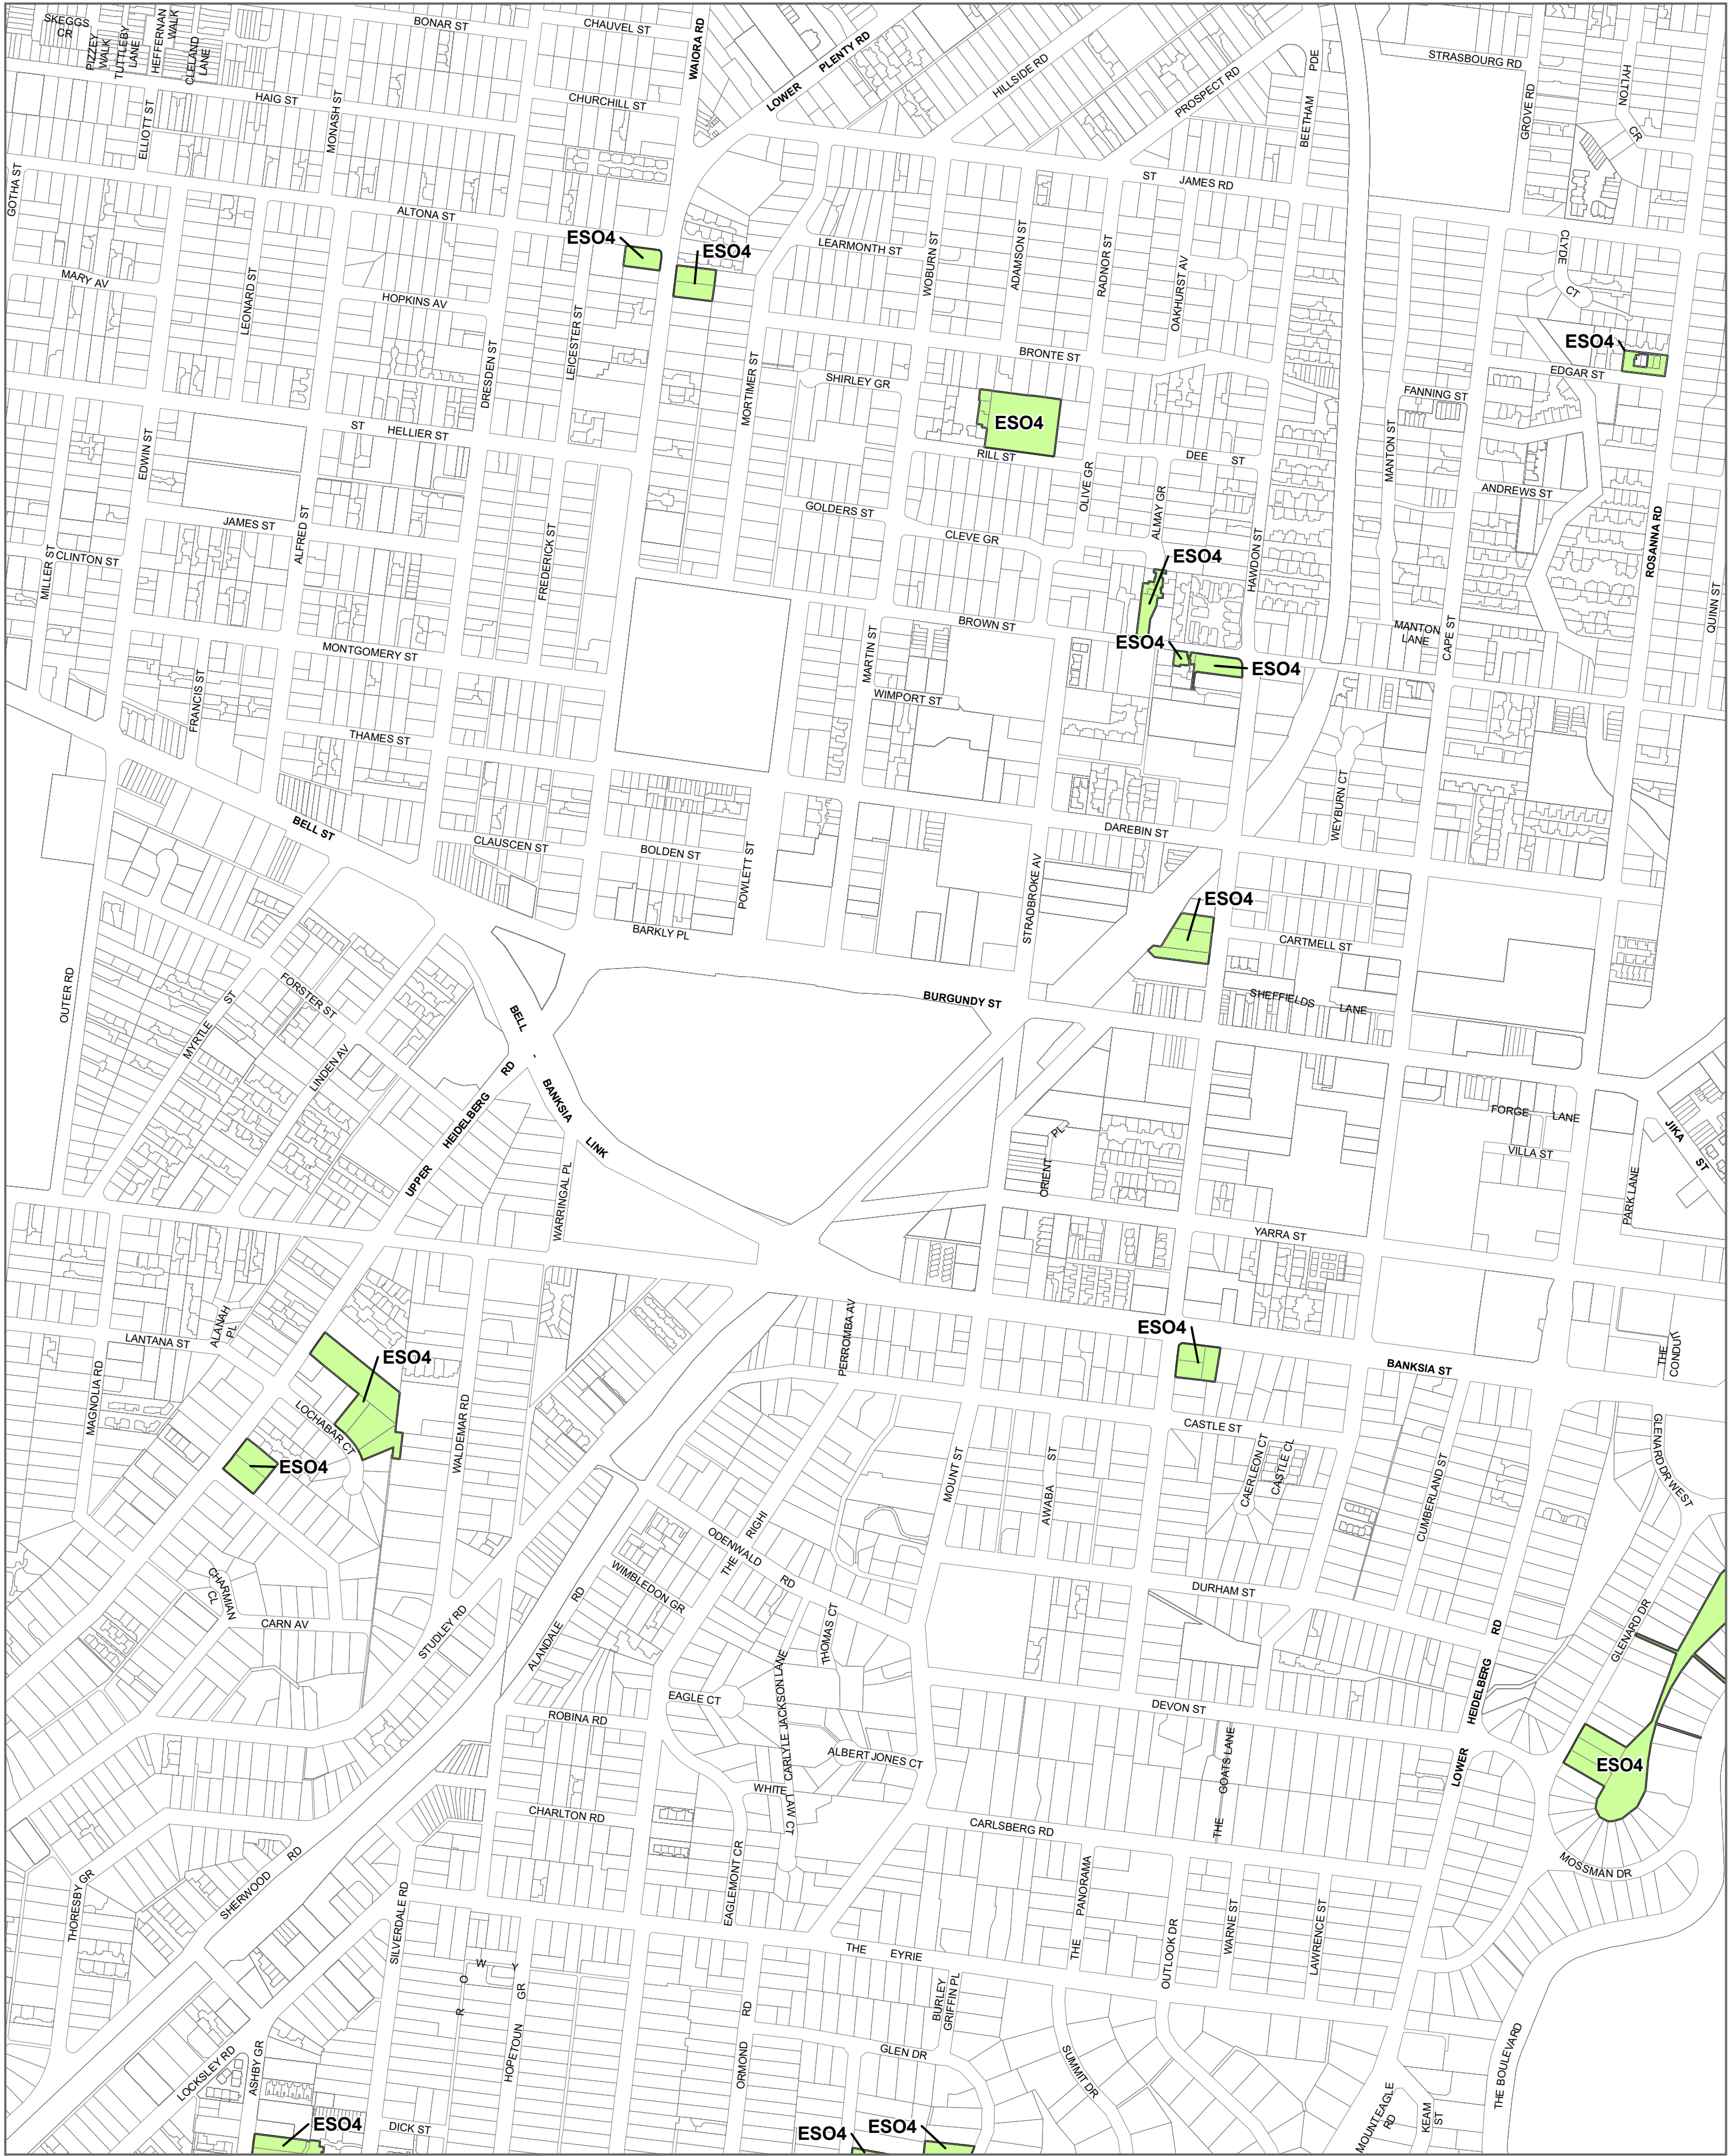 SKEGGS
CR
PIZZEY
WALK
TUTTLEBY
LANE
HEFFERNAN
WALK
CLELAND
LANE
BONAR ST
CHAUVEL ST
WAIORA RD
LOWER
PLENTY RD
HILLSIDE RD
PROSPECT RD
BEETHAM
PDE
STRASBOURG RD
GROVE RD
HYLTON
CR
HAIG ST
ELLIOTT ST
MONASH ST
CHURCHILL ST
GOTHA ST
ALTONA ST
ST
JAMES RD
LEARMONTH ST
WOBURN ST
ADAMSON ST
RADNOR ST
OAKHURST AV
CLYDE
CT
ESO4
ESO4
MARY AV
LEONARD ST
HOPKINS AV
DRESDEN ST
LEICESTER ST
MORTIMER ST
SHIRLEY GR
BRONTE ST
ESO4
EDGAR ST
FANNING ST
MANTON ST
ESO4
EDWIN ST
ST
HELLIER ST
RILL ST
OLIVE GR
DEE
ST
ANDREWS ST
ROSANNA RD
JAMES ST
ALFRED ST
GOLDERS ST
CLEVE GR
ALMAY GR
HAWDON ST
MILLER ST
CLINTON ST
FREDERICK ST
ESO4
QUINN ST
MONTGOMERY ST
MARTIN ST
BROWN ST
ESO4
ESO4
MANTON
LANE
CAPE ST
FRANCIS ST
WIMPORT ST
THAMES ST
WEYBURN CT
BELL ST
CLAUSCEN ST
BOLDEN ST
POWLETT ST
DAREBIN ST
STRADBROKE AV
BARKLY PL
ESO4
CARTMELL ST
OUTER RD
FORSTER ST
MYRTLE
ST
LINDEN AV
BELL
-
BANKSIA
LINK
BURGUNDY ST
SHEFFIELDS
LANE
UPPER
HEIDELBERG
RD
WARRINGAL PL
ORIENT
PL
FORGE
LANE
VILLA ST
JIKA
ST
PARK LANE
YARRA ST
LANTANA ST
ALANAH
PL
MAGNOLIA RD
ESO4
LOCHABAR CT
ESO4
WALDEMAR RD
PERROMBA AV
ESO4
BANKSIA ST
THE
CONDUIT
CASTLE ST
MOUNT ST
AWABA
ST
CAERLEON CT
CASTLE CL
CUMBERLAND ST
GLENARD DR WEST
CHARMIAN
CL
CARN AV
STUDLEY RD
ALANDALE
RD
WIMBLEDON GR
ODENWALD
RD
THE
RIGHI
THOMAS CT
DURHAM ST
GLENARD DR
LOWER
HEIDELBERG
RD
EAGLE CT
CARLYLE JACKSON LANE
DEVON ST
ROBINA RD
ALBERT JONES CT
WHITE
LAW CT
THE
GOATS LANE
ESO4
CHARLTON RD
CARLSBERG RD
MOSSMAN DR
THORESBY GR
SHERWOOD
RD
SILVERDALE RD
EAGLEMONT CR
THE
PANORAMA
OUTLOOK DR
WARNE ST
LAWRENCE ST
THE
EYRIE
R O W
Y
GR
HOPETOUN
ORMOND
RD
BURLEY
GRIFFIN PL
GLEN DR
SUMMIT DR
THE BOULEVARD
LOCKSLEY RD
ASHBY GR
DICK ST
ESO4
ESO4
ESO4
MOUNT EAGLE
RD
KEAM
ST